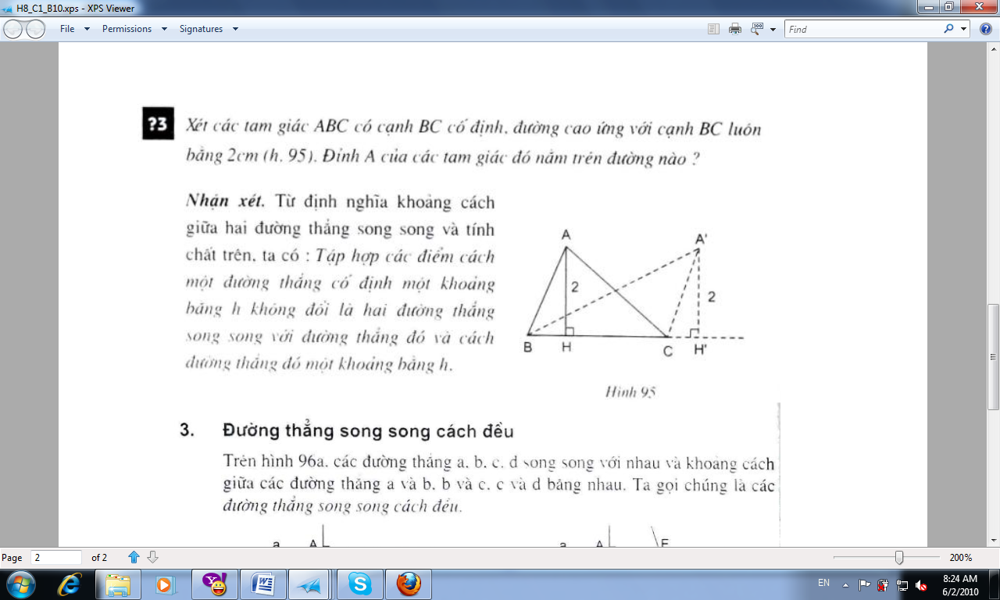 H8_C1_B10.xps - XPS Viewer
File Permissions Signatures
Find
?3 Xét các tam giác ABC có cạnh BC cố định, đường cao ứng với cạnh BC luôn
bằng 2cm (h. 95). Đỉnh A của các tam giác đó nằm trên đường nào ?
Nhận xét. Từ định nghĩa khoảng cách
giữa hai đường thẳng song song và tính
chất trên, ta có : Tập hợp các điểm cách
một đường thẳng cố định một khoảng
bằng h không đổi là hai đường thẳng
song song với đường thẳng đó và cách
đường thẳng đó một khoảng bằng h.
A A'
2 2
B H C H'
Hình 95
3. Đường thẳng song song cách đều
Trên hình 96a, các đường thẳng a, b, c, d song song với nhau và khoảng cách
giữa các đường thẳng a và b, b và c, c và d bằng nhau. Ta gọi chúng là các
đường thẳng song song cách đều.
a A a A E
Page 2 of 2 200%
EN 8:24 AM
6/2/2010